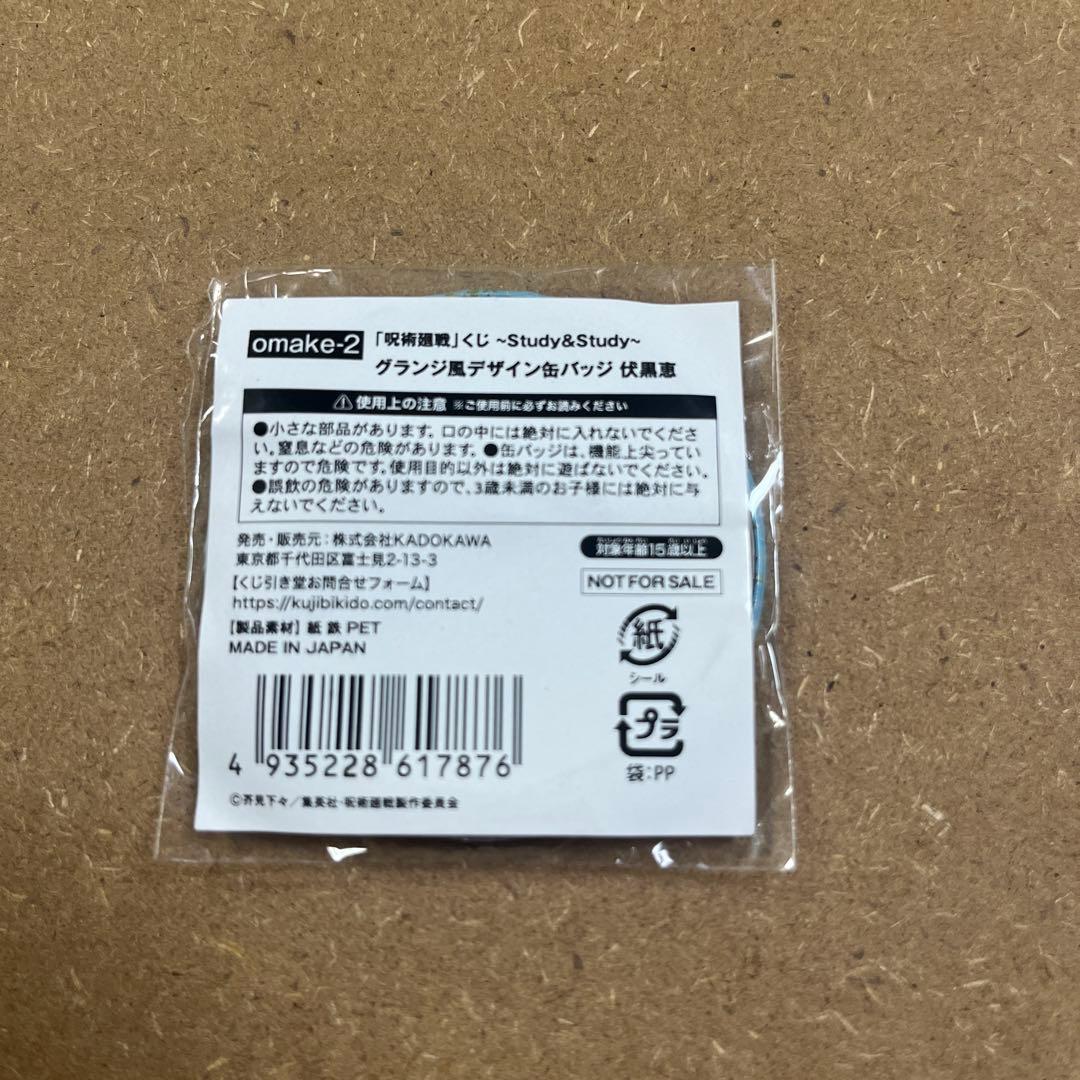 omake-2 「呪術廻戦」くじ ~Study&Study~
グランジ風デザイン缶バッジ 伏黒恵
⚠使用上の注意 ※ご使用前に必ずお読みください
●小さな部品があります。口の中には絶対に入れないでくださ
い。窒息などの危険があります。●缶バッジは、機能上尖ってい
ますので危険です。使用目的以外は絶対に遊ばないでください。
●誤飲の危険がありますので、3歳未満のお子様には絶対に与
えないでください。
発売・販売元：株式会社KADOKAWA
東京都千代田区富士見2-13-3
【くじ引き堂お問合せフォーム】
https://kujibikido.com/contact/
【製品素材】紙 鉄 PET
MADE IN JAPAN
対象年齢15歳以上
NOT FOR SALE
紙
シール
プラ
袋：PP
4 935228 617876
©芥見下々／集英社・呪術廻戦製作委員会